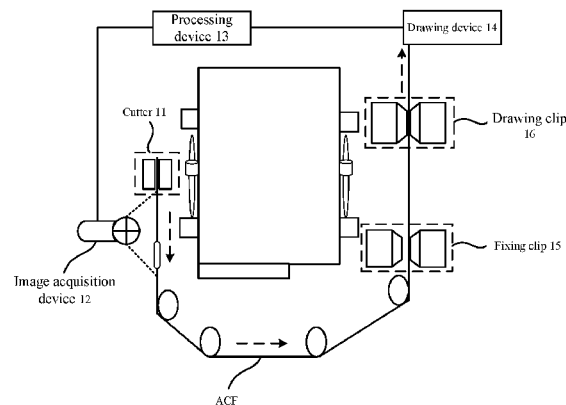 Processing
device 13
Drawing device 14
Cutter 11
Drawing clip
16
Fixing clip 15
Image acquisition
device 12
ACF